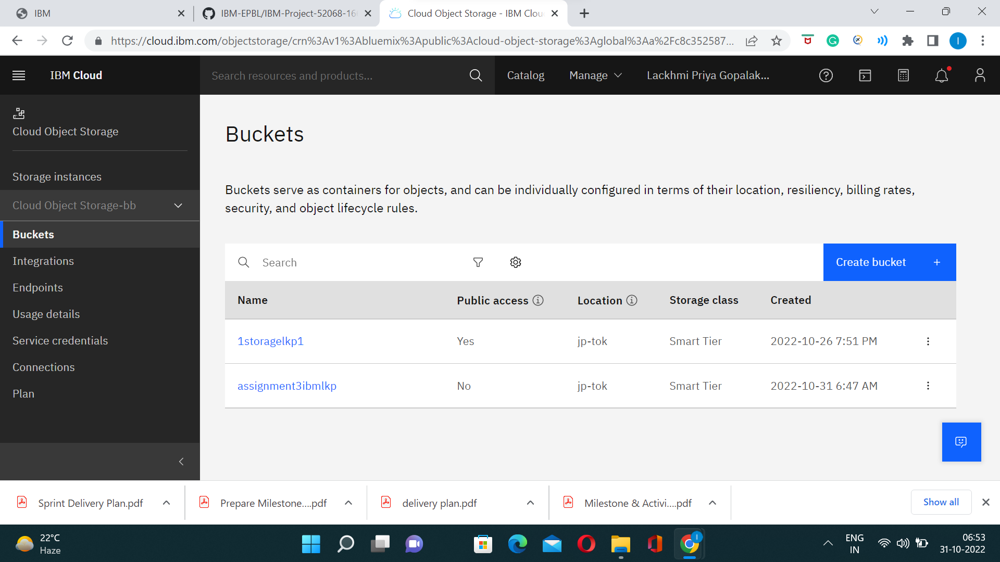 IBM
IBM-EPBL/IBM-Project-52068-16
Cloud Object Storage - IBM Clou
https://cloud.ibm.com/objectstorage/crn%3Av1%3Abluemix%3Apublic%3Acloud-object-storage%3Aglobal%3Aa%2Fc8c352587...
I
IBM Cloud
Search resources and products...
Catalog
Manage
Lackhmi Priya Gopalak...
Cloud Object Storage
Storage instances
Cloud Object Storage-bb
Buckets
Integrations
Endpoints
Usage details
Service credentials
Connections
Plan
Buckets
Buckets serve as containers for objects, and can be individually configured in terms of their location, resiliency, billing rates,
security, and object lifecycle rules.
Search
Create bucket +
Name Public access Location Storage class Created
1storagelkp1 Yes jp-tok Smart Tier 2022-10-26 7:51 PM
assignment3ibmlkp No jp-tok Smart Tier 2022-10-31 6:47 AM
Sprint Delivery Plan.pdf
Prepare Milestone....pdf
delivery plan.pdf
Milestone & Activi....pdf
Show all
22°C
Haze
ENG
IN
06:53
31-10-2022